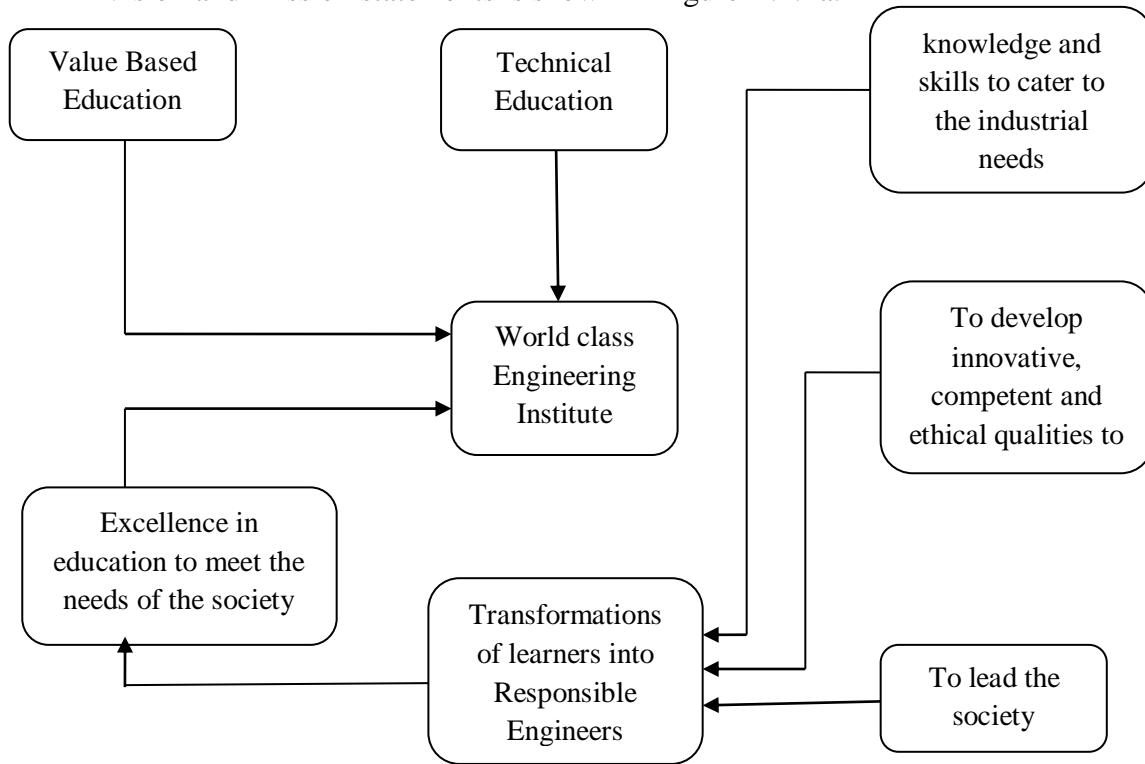 Value Based
Education
Technical
Education
knowledge and
skills to cater to
the industrial
needs
World class
Engineering
Institute
To develop
innovative,
competent and
ethical qualities to
Excellence in
education to meet the
needs of the society
Transformations
of learners into
Responsible
Engineers
To lead the
society